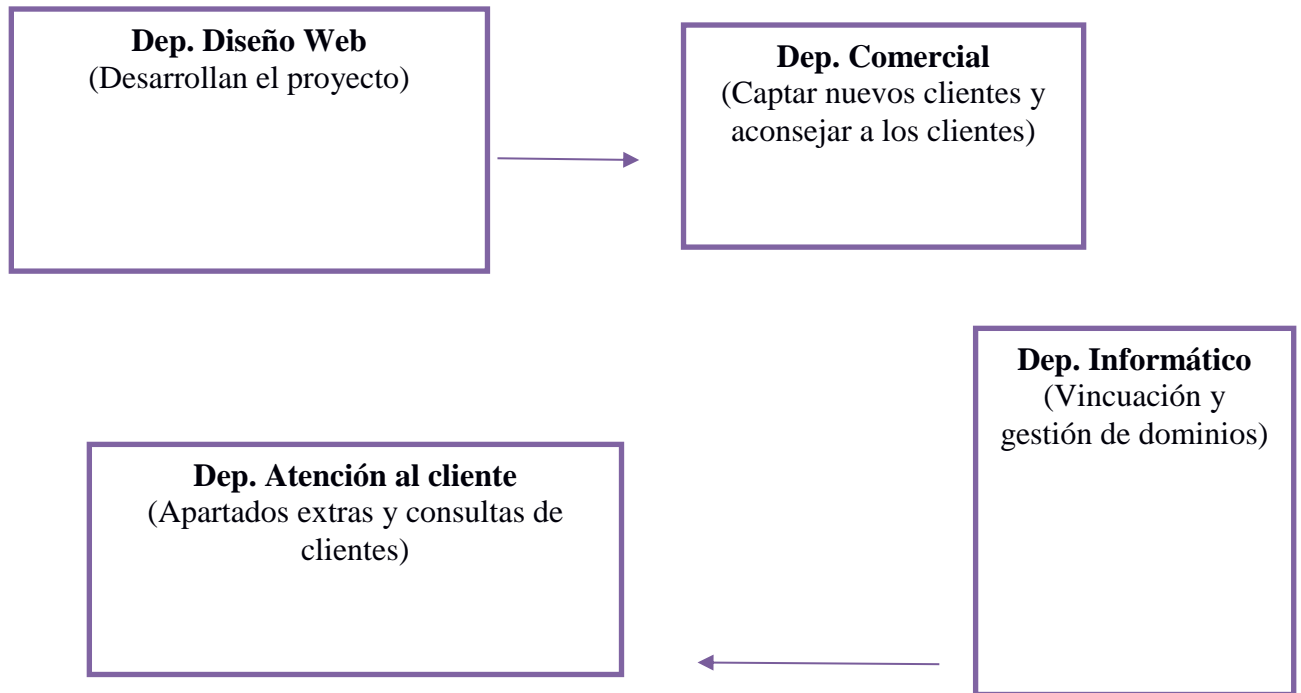 Dep. Diseño Web
(Desarrollan el proyecto)
Dep. Comercial
(Captar nuevos clientes y
aconsejar a los clientes)
Dep. Informático
(Vincuación y
gestión de dominios)
Dep. Atención al cliente
(Apartados extras y consultas de
clientes)